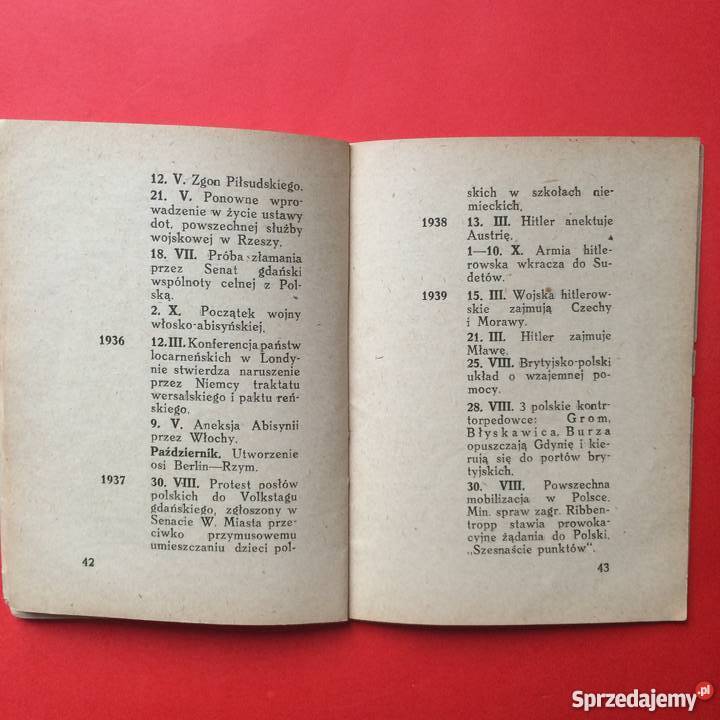 12. V. Zgon Piłsudskiego.
21. V. Ponowne wpro-
wadzenie w życie ustawy
dot. powszechnej służby
wojskowej w Rzeszy.
18. VII. Próba złamania
przez Senat gdański
wspólnoty celnej z Pol-
ską.
2. X. Początek wojny
włosko-abisyńskiej.
1936 12.III. Konferencja państw
locarneńskich w Londy-
nie stwierdza naruszenie
przez Niemcy traktatu
wersalskiego i paktu reń-
skiego.
9. V. Aneksja Abisynii
przez Włochy.
Październik. Utworzenie
osi Berlin—Rzym.
1937 30. VIII. Protest posłów
polskich do Volkstagu
gdańskiego, zgłoszony w
Senacie W. Miasta prze-
ciwko przymusowemu
umieszczaniu dzieci pol-
42
skich w szkołach nie-
mieckich.
1938 13. III. Hitler anektuje
Austrię.
1—10. X. Armia hitle-
rowska wkracza do Su-
detów.
1939 15. III. Wojska hitlerow-
skie zajmują Czechy
i Morawy.
21. III. Hitler zajmuje
Mławę.
25. VIII. Brytyjsko-polski
układ o wzajemnej po-
mocy.
28. VIII. 3 polskie kontr-
torpedowce: Grom,
Błyskawica, Burza
opuszczają Gdynię i kie-
rują się do portów bry-
tyjskich.
30. VIII. Powszechna
mobilizacja w Polsce.
Min. spraw zagr. Ribben-
tropp stawia prowoka-
cyjne żądania do Polski.
„Szesnaście punktów".
43
Sprzedajemy.pl